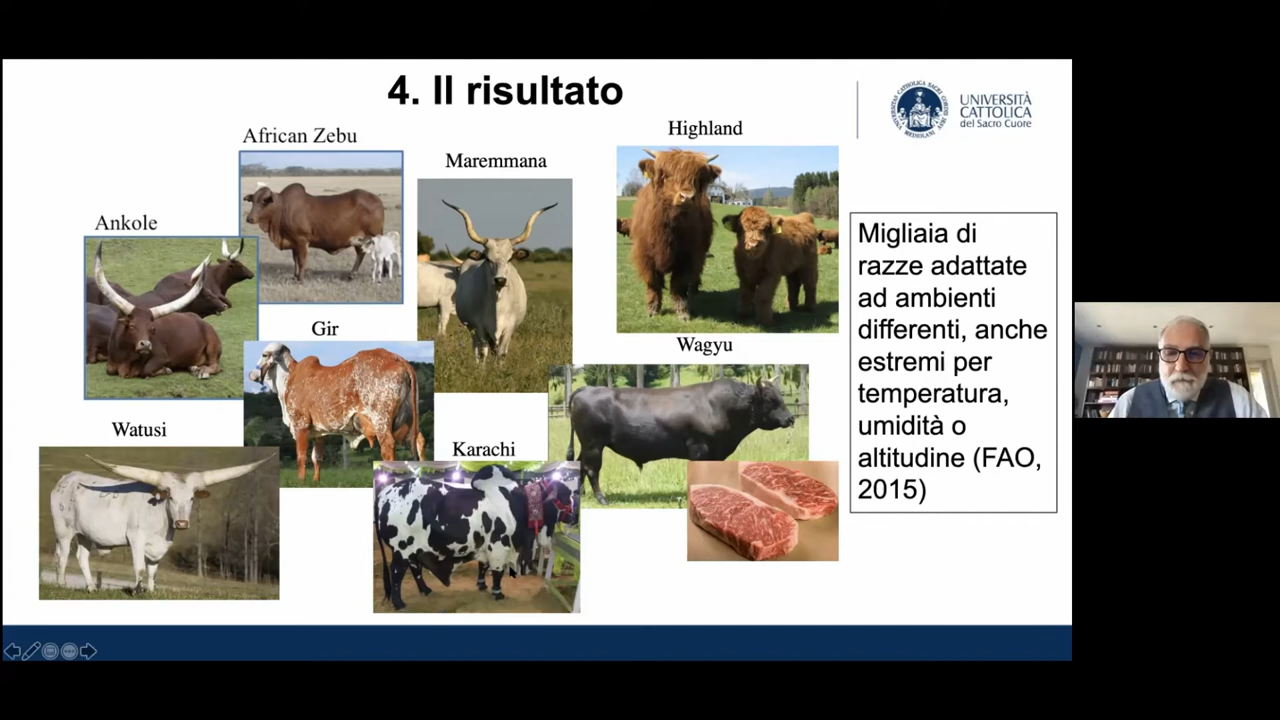 4. Il risultato
UNIVERSITÀ
CATTOLICA
del Sacro Cuore
African Zebu
Maremmana
Highland
Ankole
Gir
Wagyu
Watusi
Karachi
Migliaia di
razze adattate
ad ambienti
differenti, anche
estremi per
temperatura,
umidità o
altitudine (FAO,
2015)